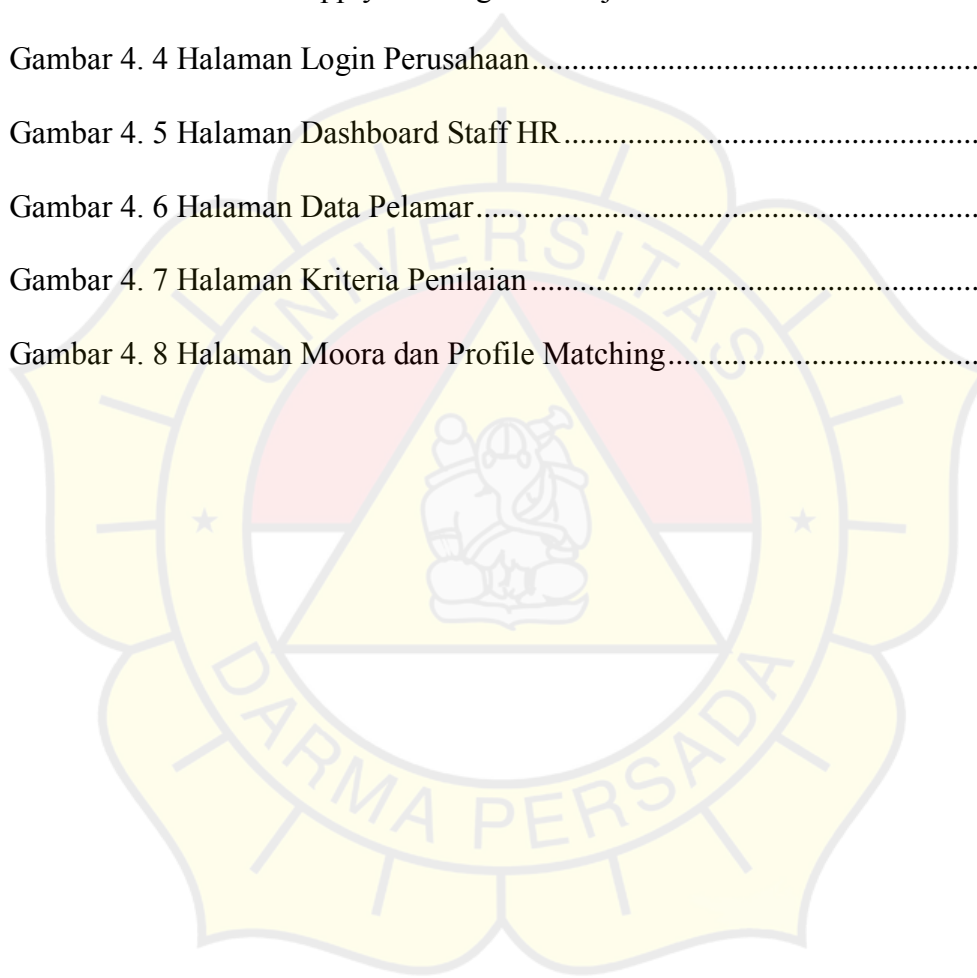 Gambar 4. 4 Halaman Login Perusahaan....................................................
Gambar 4. 5 Halaman Dashboard Staff HR................................................
Gambar 4. 6 Halaman Data Pelamar...........................................................
Gambar 4. 7 Halaman Kriteria Penilaian....................................................
Gambar 4. 8 Halaman Moora dan Profile Matching...................................
UNIVERSITAS
DARMA PERSADA